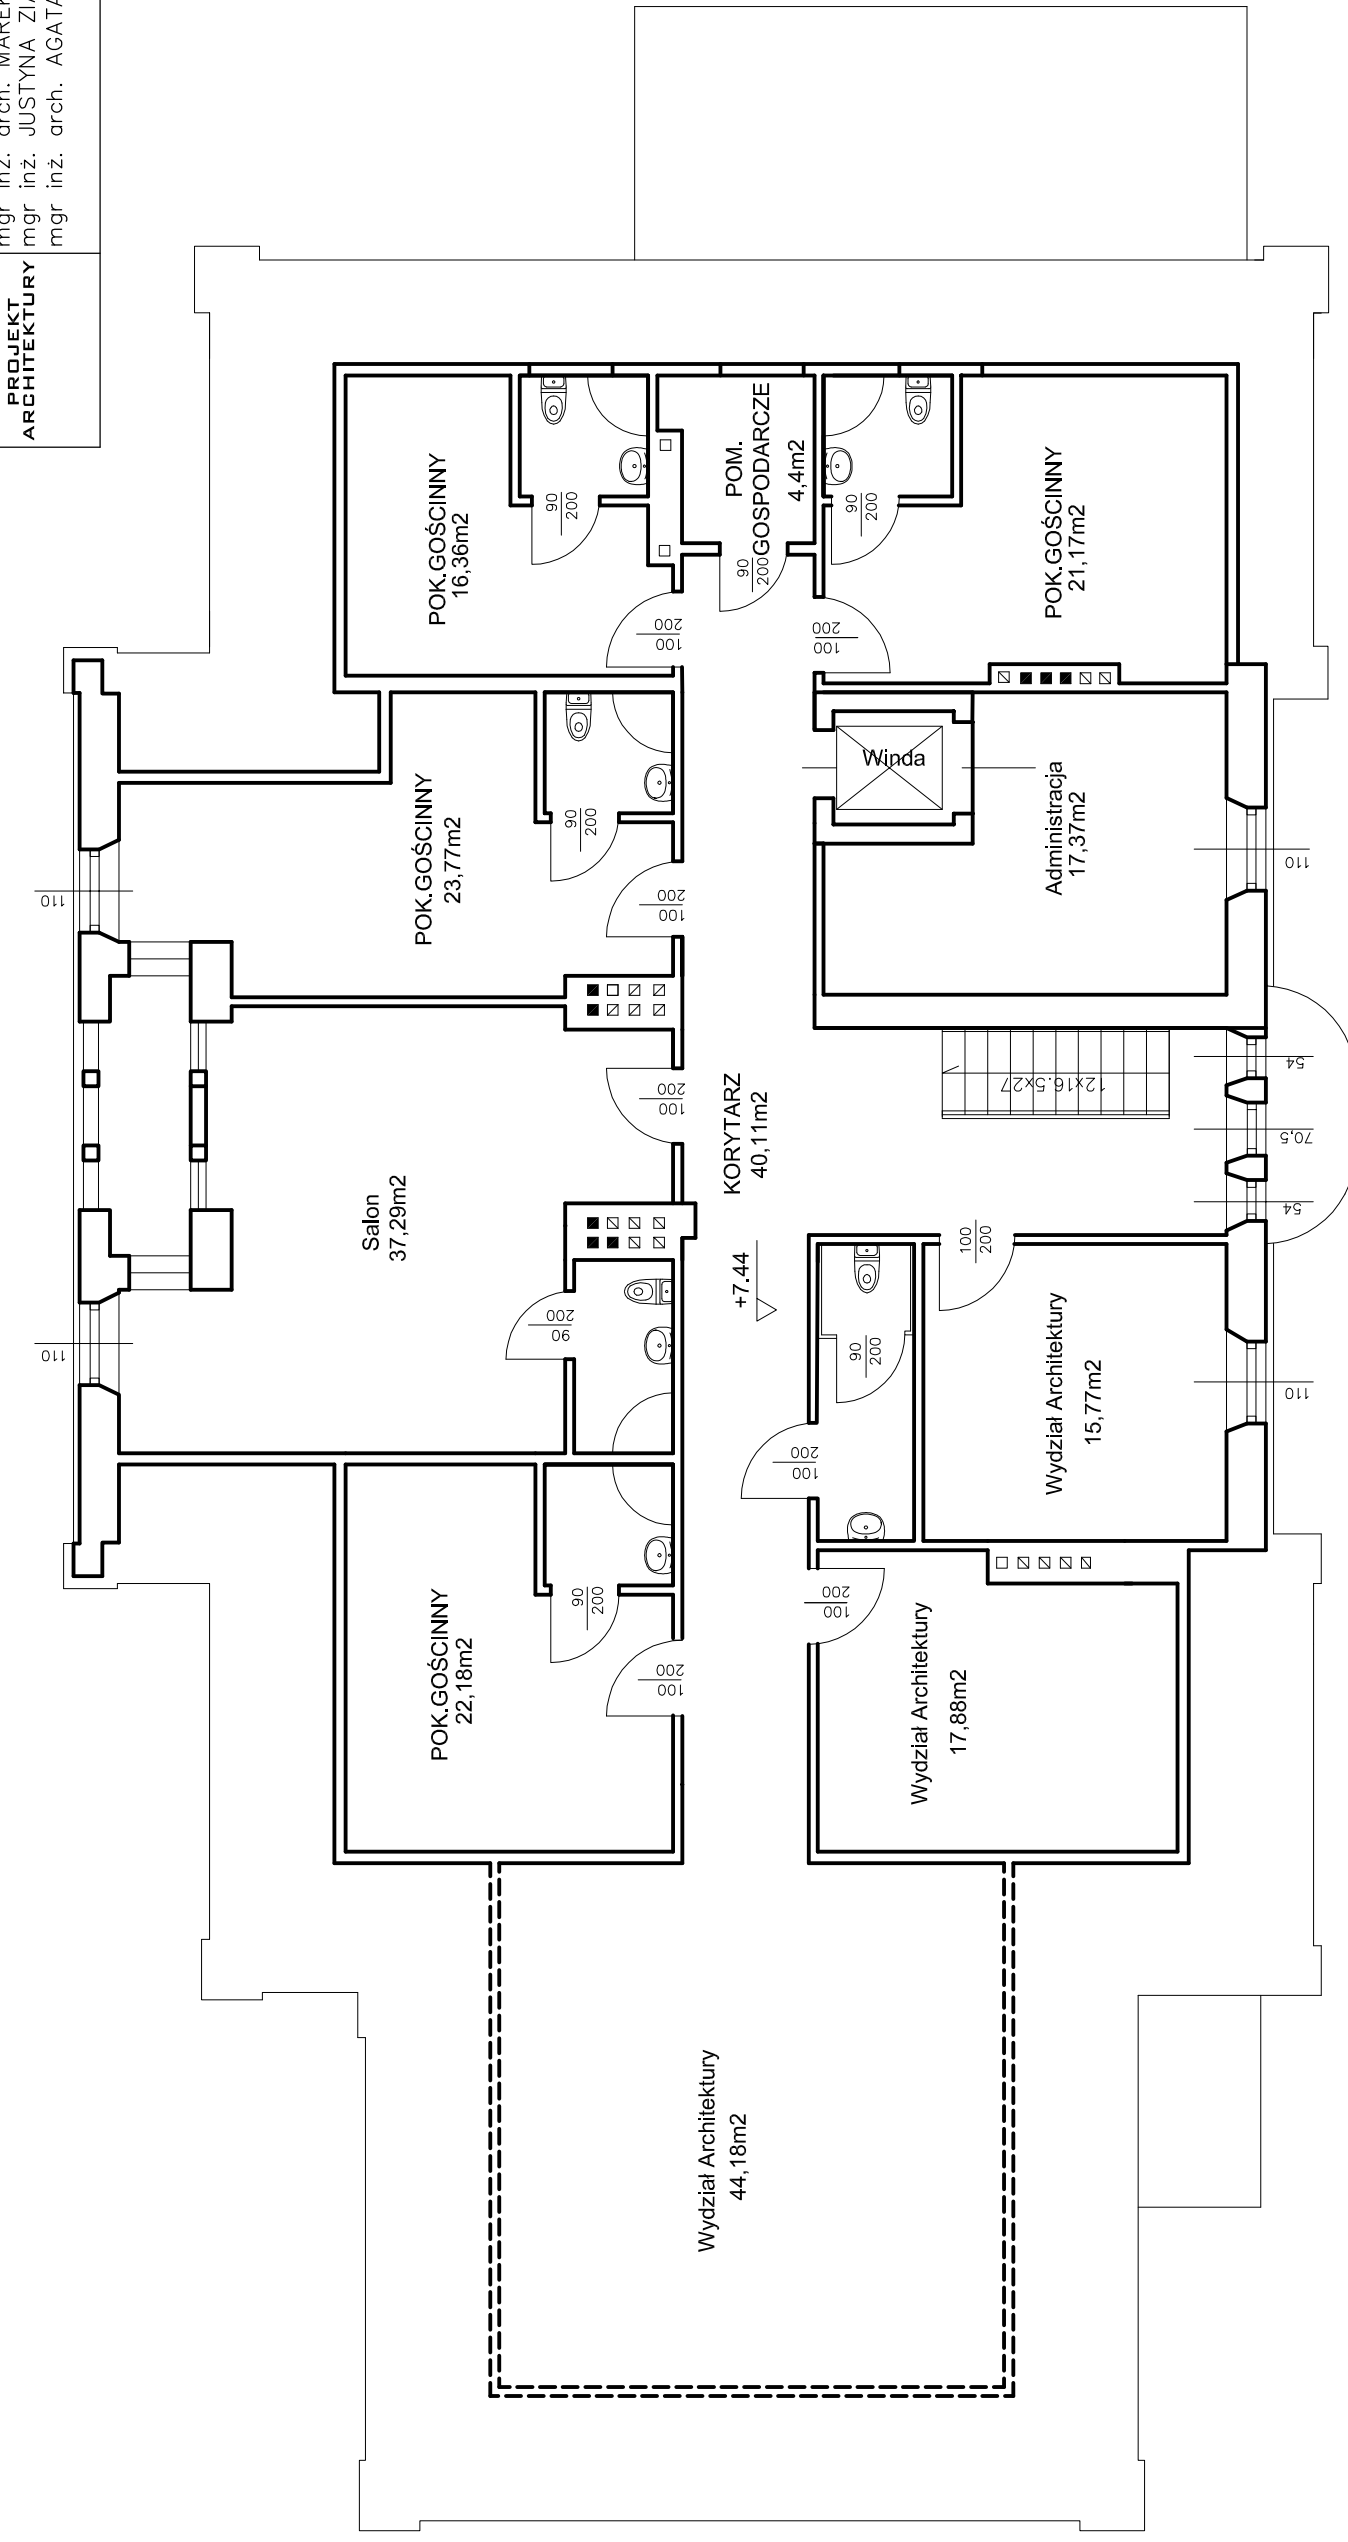 PROJEKT
ARCHITEKTURY
mgr inż. arch. MAREK
mgr inż. JUSTYNA
mgr inż. arch. AGATA
POK.GOŚCINNY
22,18m2
90
200
100
200
Salon
37,29m2
90
200
100
200
110
POK.GOŚCINNY
23,77m2
90
200
100
200
110
POK.GOŚCINNY
16,36m2
90
200
100
200
POM.
GOSPODARCZE
4,4m2
90
200
Wydział Architektury
44,18m2
+7.44
KORYTARZ
40,11m2
100
200
90
200
100
200
Wydział Architektury
17,88m2
100
200
Wydział Architektury
15,77m2
110
12x16.5x27
54
70,5
54
Winda
Administracja
17,37m2
110
100
200
90
200
POK.GOŚCINNY
21,17m2